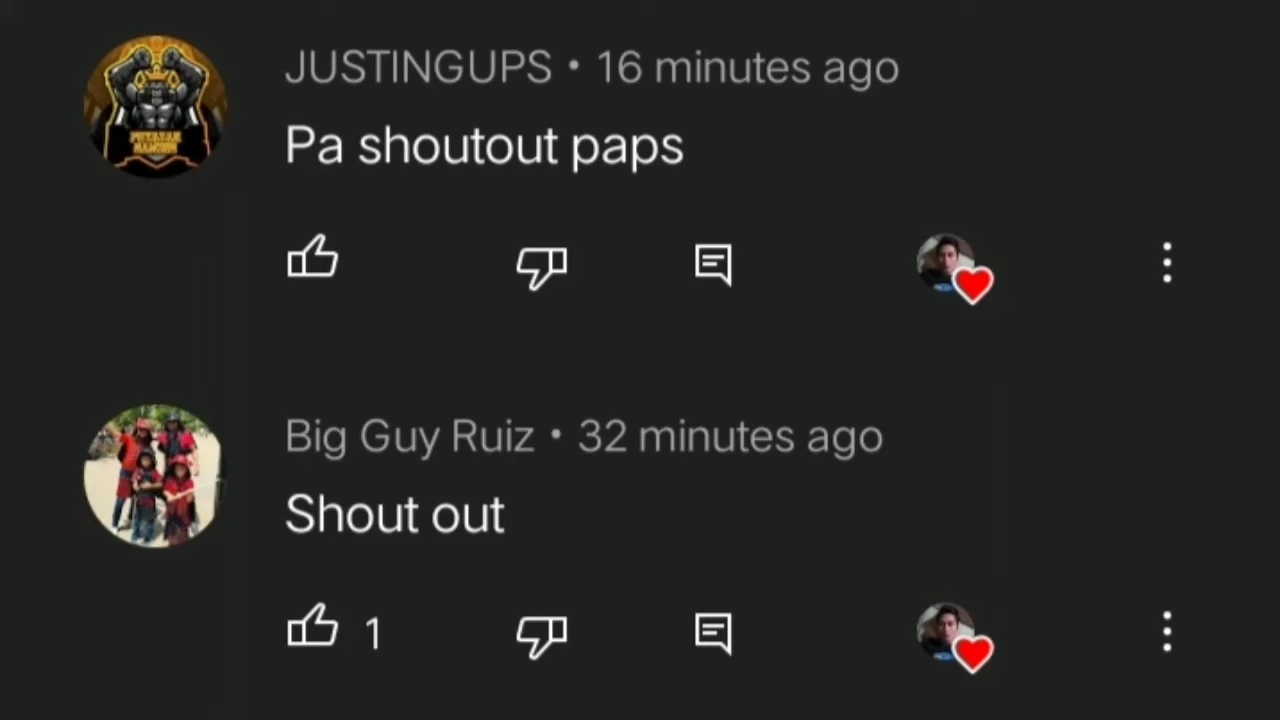 JUSTINGUPS • 16 minutes ago
Pa shoutout paps
Big Guy Ruiz • 32 minutes ago
Shout out
1